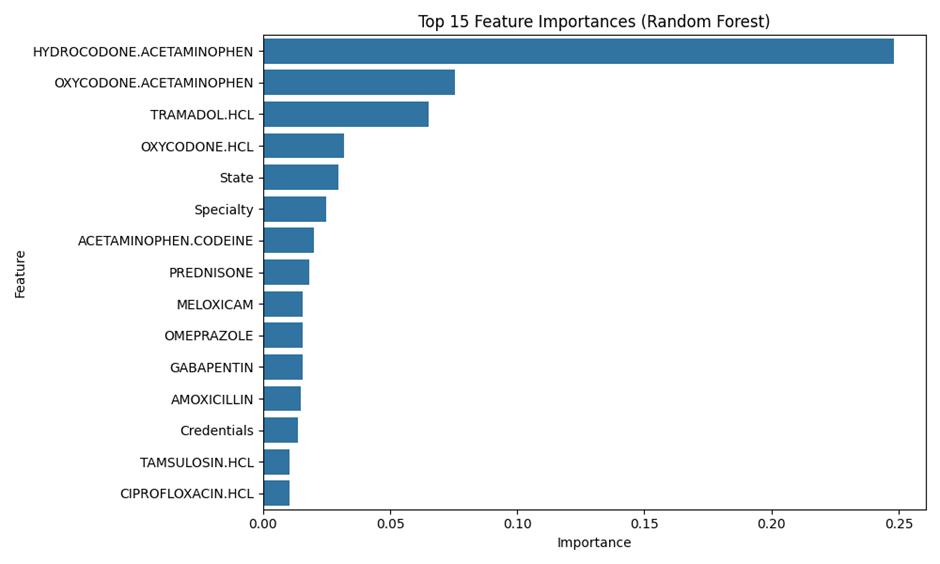 Top 15 Feature Importances (Random Forest)
HYDROCODONE.ACETAMINOPHEN
OXYCODONE.ACETAMINOPHEN
TRAMADOL.HCL
OXYCODONE.HCL
State
Specialty
ACETAMINOPHEN.CODEINE
PREDNISONE
MELOXICAM
OMEPRAZOLE
GABAPENTIN
AMOXICILLIN
Credentials
TAMSULOSIN.HCL
CIPROFLOXACIN.HCL
Feature
0.00 0.05 0.10 0.15 0.20 0.25
Importance